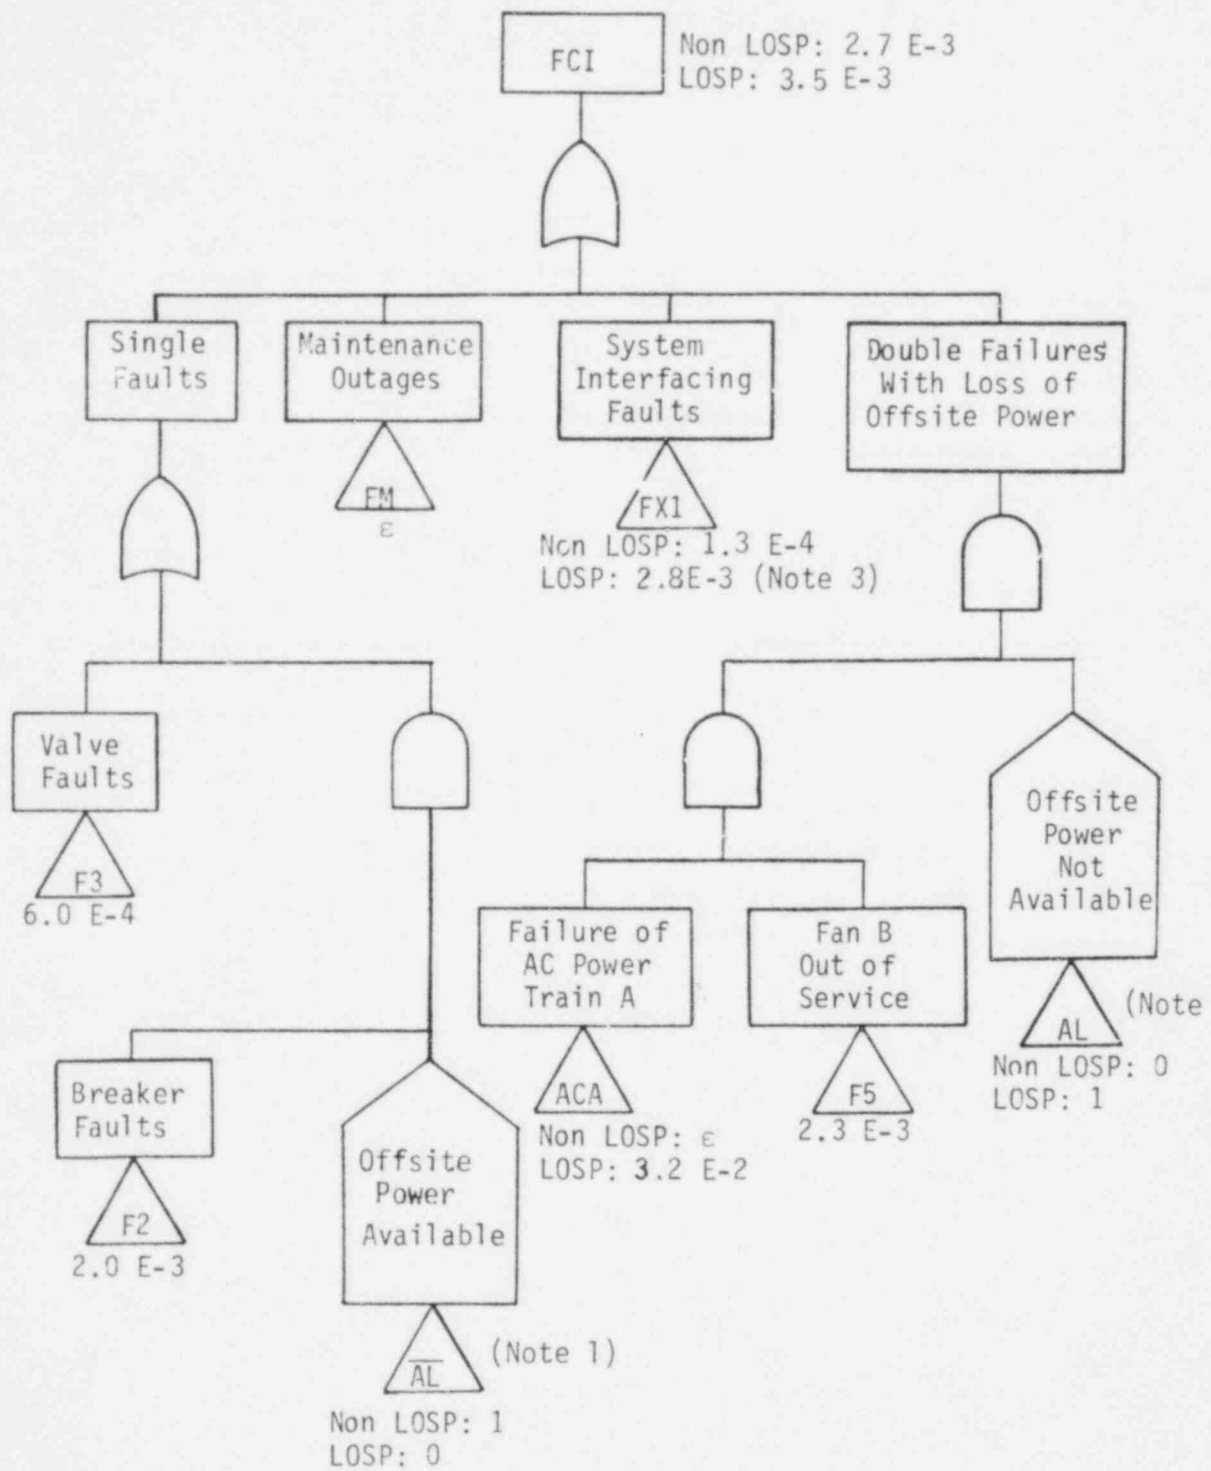 FCI
Non LOSP: 2.7 E-3
LOSP: 3.5 E-3
Single
Faults
Maintenance
Outages
FM
ε
System
Interfacing
Faults
FX1
Non LOSP: 1.3 E-4
LOSP: 2.8E-3 (Note 3)
Double Failures
With Loss of
Offsite Power
Valve
Faults
F3
6.0 E-4
Breaker
Faults
F2
2.0 E-3
Offsite
Power
Available
AL
(Note 1)
Non LOSP: 1
LOSP: 0
Failure of
AC Power
Train A
ACA
Non LOSP: ε
LOSP: 3.2 E-2
Fan B
Out of
Service
F5
2.3 E-3
Offsite
Power
Not
Available
AL
(Note
Non LOSP: 0
LOSP: 1